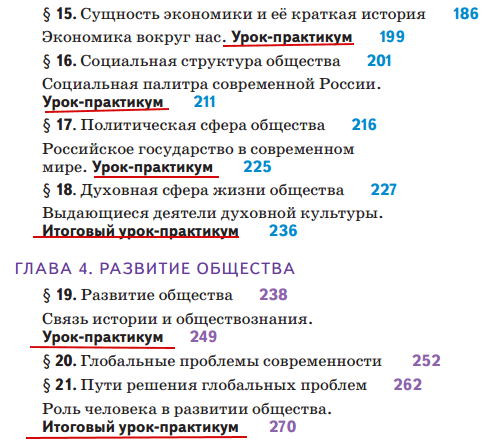 § 15. Сущность экономики и её краткая история 186
Экономика вокруг нас. Урок-практикум 199
§ 16. Социальная структура общества 201
Социальная палитра современной России.
Урок-практикум 211
§ 17. Политическая сфера общества 216
Российское государство в современном
мире. Урок-практикум 225
§ 18. Духовная сфера жизни общества 227
Выдающиеся деятели духовной культуры.
Итоговый урок-практикум 236
ГЛАВА 4. РАЗВИТИЕ ОБЩЕСТВА
§ 19. Развитие общества 238
Связь истории и обществознания.
Урок-практикум 249
§ 20. Глобальные проблемы современности 252
§ 21. Пути решения глобальных проблем 262
Роль человека в развитии общества.
Итоговый урок-практикум 270